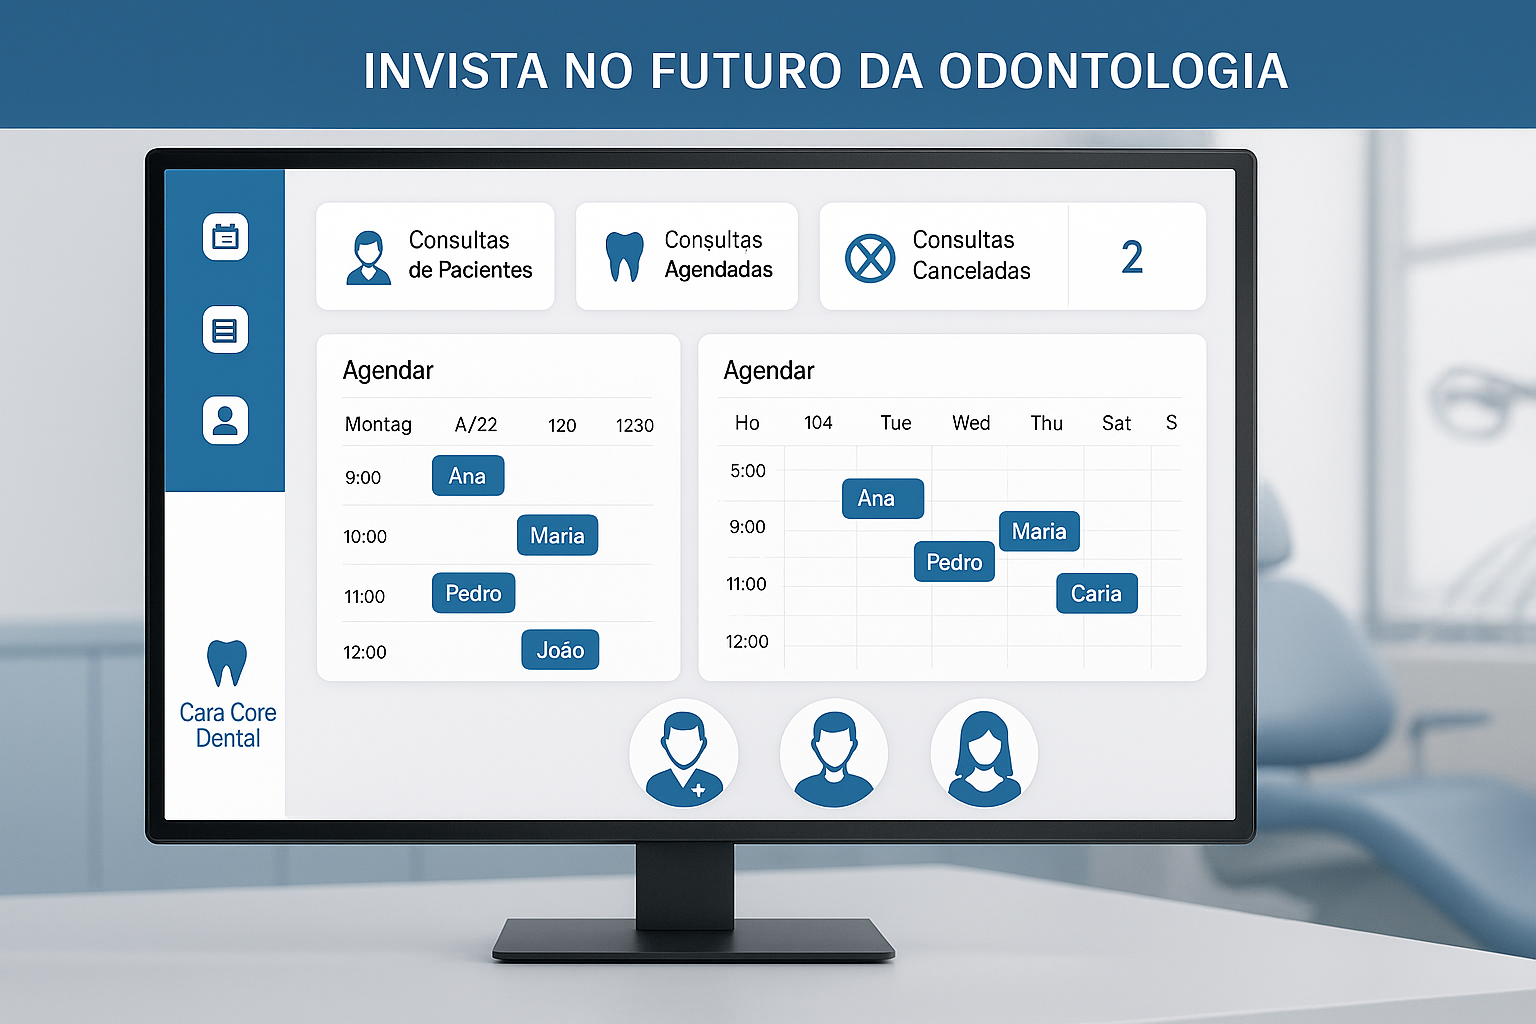 INVISTA NO FUTURO DA ODONTOLOGIA
Consultas
de Pacientes
Consultas
Agendadas
Consultas
Canceladas
2
Agendar
Montag A/22 120 1230
9:00 Ana
10:00 Maria
11:00 Pedro
12:00 João
Agendar
Ho 104 Tue Wed Thu Sat S
5:00
Ana
9:00
Maria
Pedro
11:00
Caria
12:00
Cara Core
Dental